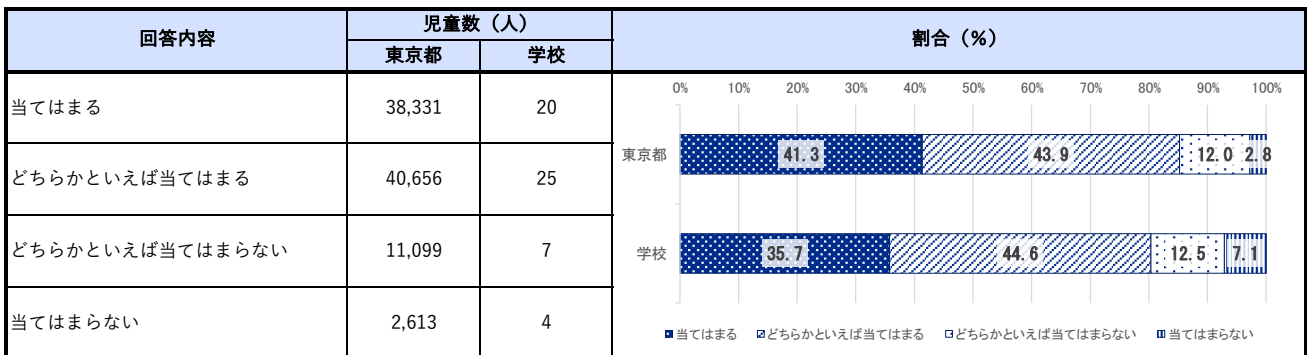 回答内容
児童数（人）
割合（%）
東京都
学校
当てはまる
38,331
20
どちらかといえば当てはまる
40,656
25
どちらかといえば当てはまらない
11,099
7
当てはまらない
2,613
4
0% 10% 20% 30% 40% 50% 60% 70% 80% 90% 100%
東京都 41.3 43.9 12.0 2.8
学校 35.7 44.6 12.5 7.1
当てはまる どちらかといえば当てはまる どちらかといえば当てはまらない 当てはまらない